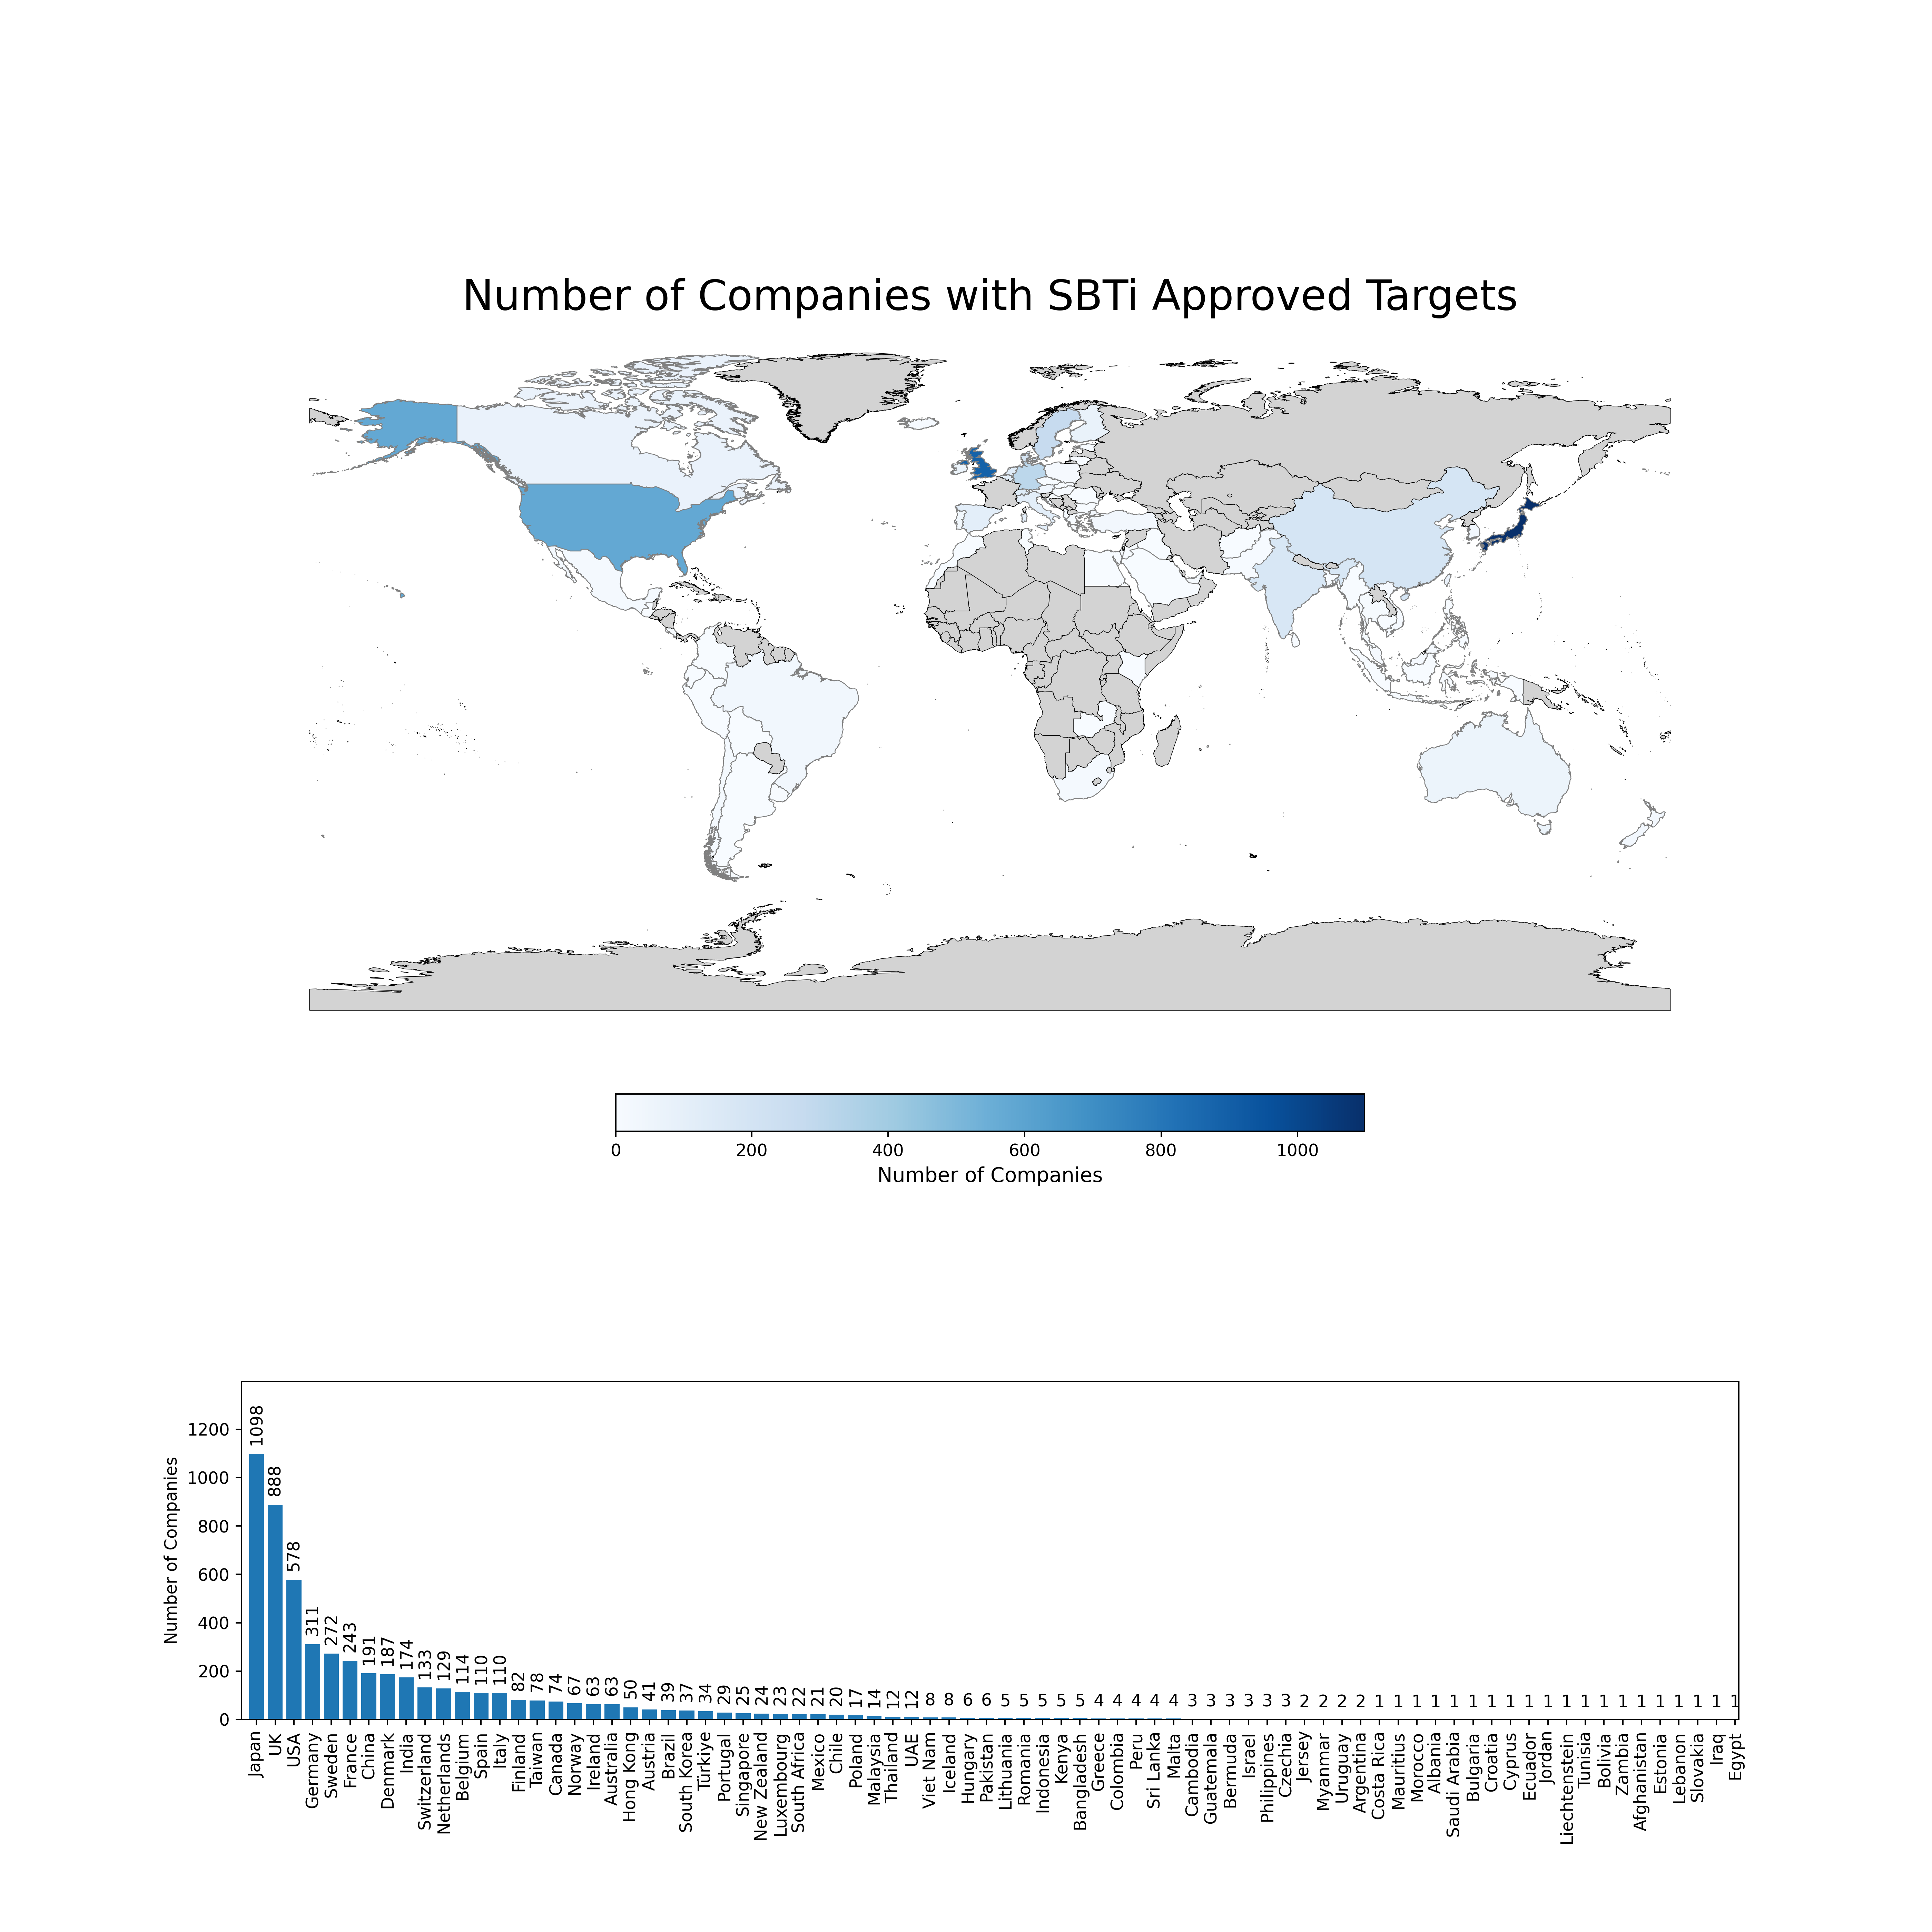 Number of Companies with SBTi Approved Targets
0 200 400 600 800 1000
Number of Companies
Number of Companies
1200
1000
800
600
400
200
0
1098 888 578 311 272 243 191 187 174 133 129 114 110 110 82 78 74 67 63 63 50 41 39 37 34 29 25 24 23 22 21 20 17 14 12 12 8 8 6 6 5 5 5 5 5 4 4 4 4 4 3 3 3 3 3 3 2 2 2 2 1 1 1 1 1 1 1 1 1 1 1 1 1 1 1 1 1 1 1 1
Japan
UK
USA
Germany
Sweden
France
China
Denmark
India
Switzerland
Netherlands
Belgium
Spain
Italy
Finland
Taiwan
Canada
Norway
Ireland
Australia
Hong Kong
Austria
Brazil
South Korea
Türkiye
Portugal
Singapore
New Zealand
Luxembourg
South Africa
Mexico
Chile
Poland
Malaysia
Thailand
UAE
Viet Nam
Iceland
Hungary
Pakistan
Lithuania
Romania
Indonesia
Kenya
Bangladesh
Greece
Colombia
Peru
Sri Lanka
Malta
Cambodia
Guatemala
Bermuda
Israel
Philippines
Czechia
Jersey
Myanmar
Uruguay
Argentina
Costa Rica
Mauritius
Morocco
Albania
Saudi Arabia
Bulgaria
Croatia
Cyprus
Ecuador
Jordan
Liechtenstein
Tunisia
Bolivia
Zambia
Afghanistan
Estonia
Lebanon
Slovakia
Iraq
Egypt